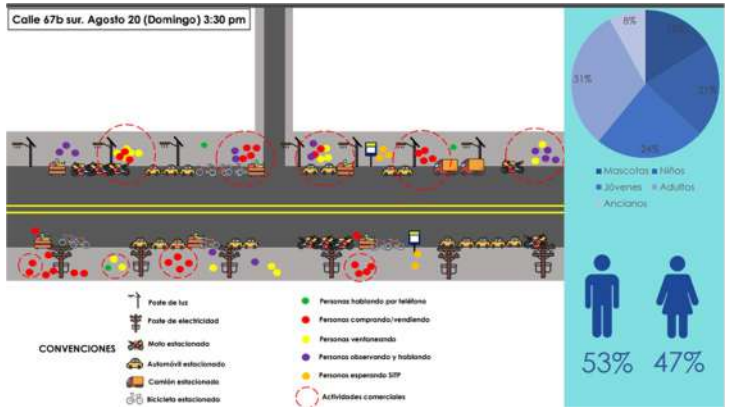 Calle 67b sur. Agosto 20 (Domingo) 3:30 pm
8%
31%
24%
Mascotas
Niños
Jóvenes
Adultos
Ancianos
53%
47%
CONVENCIONES
Poste de luz
Poste de electricidad
Moto estacionado
Automóvil estacionado
Camión estacionado
Bicicleta estacionado
Personas hablando por teléfono
Personas comprando/vendiendo
Personas ventaneando
Personas observando y hablando
Personas esperando SITP
Actividades comerciales